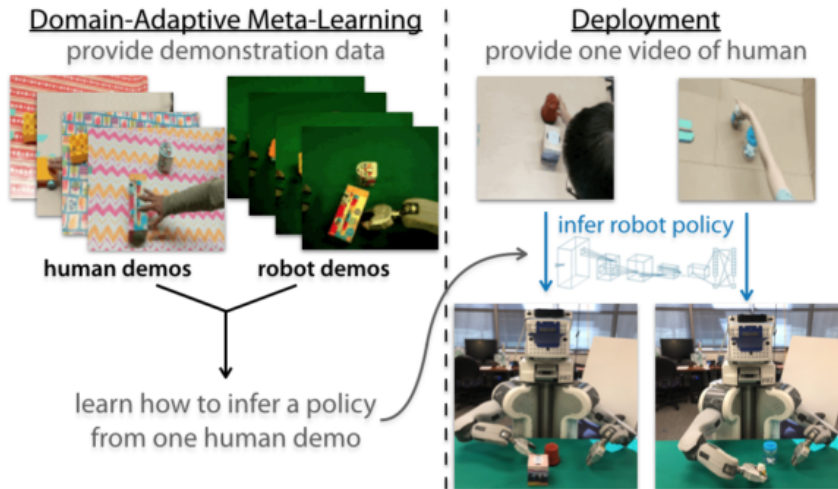 Domain-Adaptive Meta-Learning
provide demonstration data
human demos
robot demos
learn how to infer a policy
from one human demo
Deployment
provide one video of human
infer robot policy